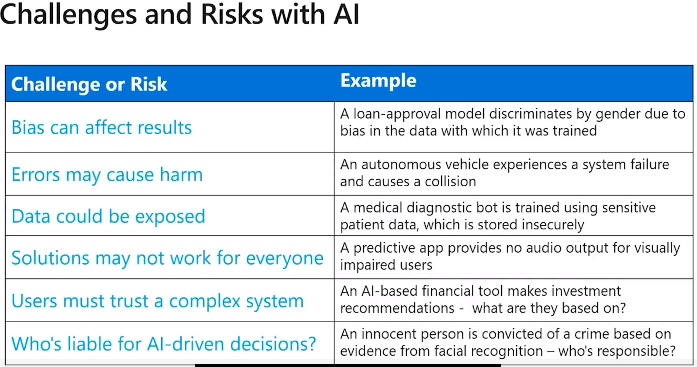 Challenges and Risks with AI
Challenge or Risk
Example
Bias can affect results
A loan-approval model discriminates by gender due to
bias in the data with which it was trained
Errors may cause harm
An autonomous vehicle experiences a system failure
and causes a collision
Data could be exposed
A medical diagnostic bot is trained using sensitive
patient data, which is stored insecurely
Solutions may not work for everyone
A predictive app provides no audio output for visually
impaired users
Users must trust a complex system
An AI-based financial tool makes investment
recommendations - what are they based on?
Who's liable for AI-driven decisions?
An innocent person is convicted of a crime based on
evidence from facial recognition – who's responsible?